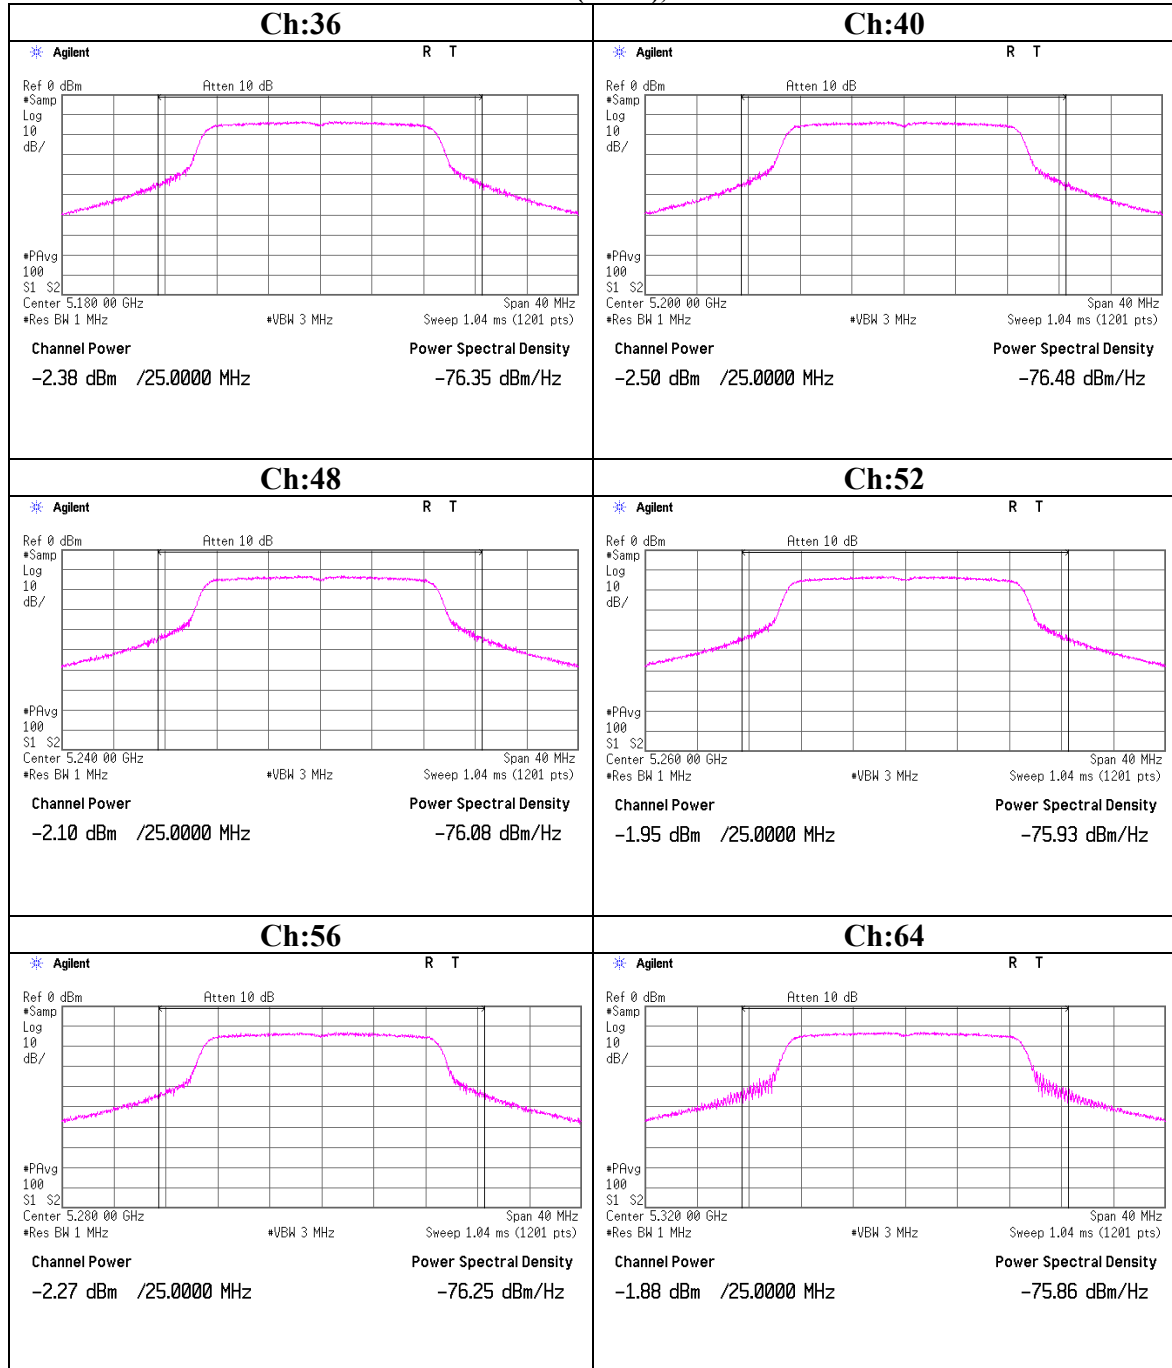 Ch:36
Agilent R T
Ref 0 dBm Atten 10 dB
#Samp
Log
10
dB/
#PAvg
100
S1 S2
Center 5.180 00 GHz Span 40 MHz
#Res BW 1 MHz #VBW 3 MHz Sweep 1.04 ms (1201 pts)
Channel Power Power Spectral Density
-2.38 dBm /25.0000 MHz -76.35 dBm/Hz
Ch:40
Agilent R T
Ref 0 dBm Atten 10 dB
#Samp
Log
10
dB/
#PAvg
100
S1 S2
Center 5.200 00 GHz Span 40 MHz
#Res BW 1 MHz #VBW 3 MHz Sweep 1.04 ms (1201 pts)
Channel Power Power Spectral Density
-2.50 dBm /25.0000 MHz -76.48 dBm/Hz
Ch:48
Agilent R T
Ref 0 dBm Atten 10 dB
#Samp
Log
10
dB/
#PAvg
100
S1 S2
Center 5.240 00 GHz Span 40 MHz
#Res BW 1 MHz #VBW 3 MHz Sweep 1.04 ms (1201 pts)
Channel Power Power Spectral Density
-2.10 dBm /25.0000 MHz -76.08 dBm/Hz
Ch:52
Agilent R T
Ref 0 dBm Atten 10 dB
#Samp
Log
10
dB/
#PAvg
100
S1 S2
Center 5.260 00 GHz Span 40 MHz
#Res BW 1 MHz #VBW 3 MHz Sweep 1.04 ms (1201 pts)
Channel Power Power Spectral Density
-1.95 dBm /25.0000 MHz -75.93 dBm/Hz
Ch:56
Agilent R T
Ref 0 dBm Atten 10 dB
#Samp
Log
10
dB/
#PAvg
100
S1 S2
Center 5.280 00 GHz Span 40 MHz
#Res BW 1 MHz #VBW 3 MHz Sweep 1.04 ms (1201 pts)
Channel Power Power Spectral Density
-2.27 dBm /25.0000 MHz -76.25 dBm/Hz
Ch:64
Agilent R T
Ref 0 dBm Atten 10 dB
#Samp
Log
10
dB/
#PAvg
100
S1 S2
Center 5.320 00 GHz Span 40 MHz
#Res BW 1 MHz #VBW 3 MHz Sweep 1.04 ms (1201 pts)
Channel Power Power Spectral Density
-1.88 dBm /25.0000 MHz -75.86 dBm/Hz